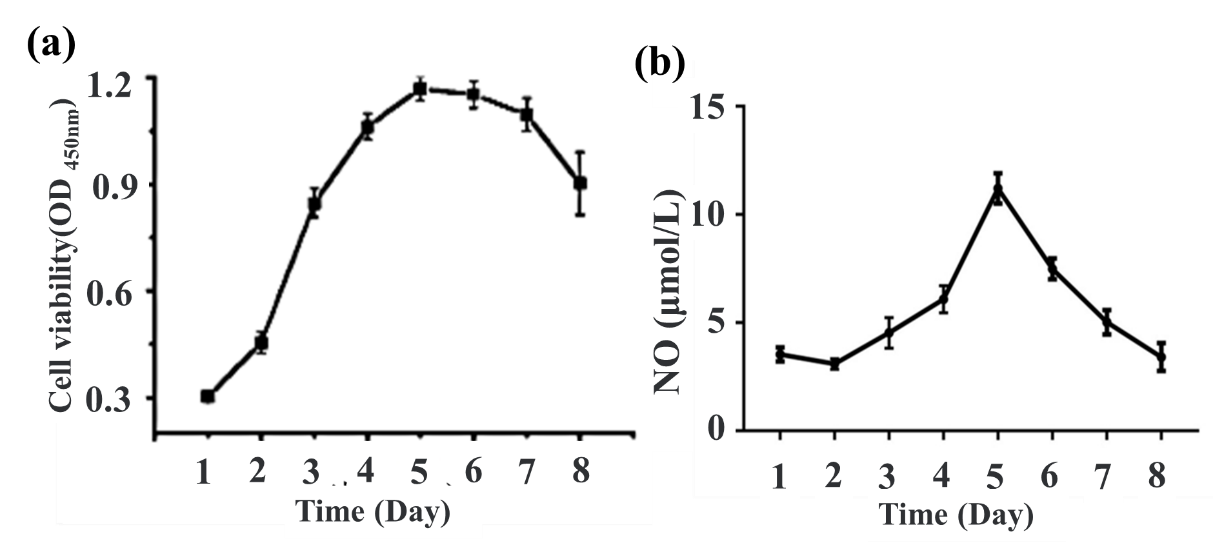 (a)
1.2
0.9
0.6
0.3
Cell viability(OD 450nm)
1 2 3 4 5 6 7 8
Time (Day)
(b)
15
10
5
0
NO (μmol/L)
1 2 3 4 5 6 7 8
Time (Day)